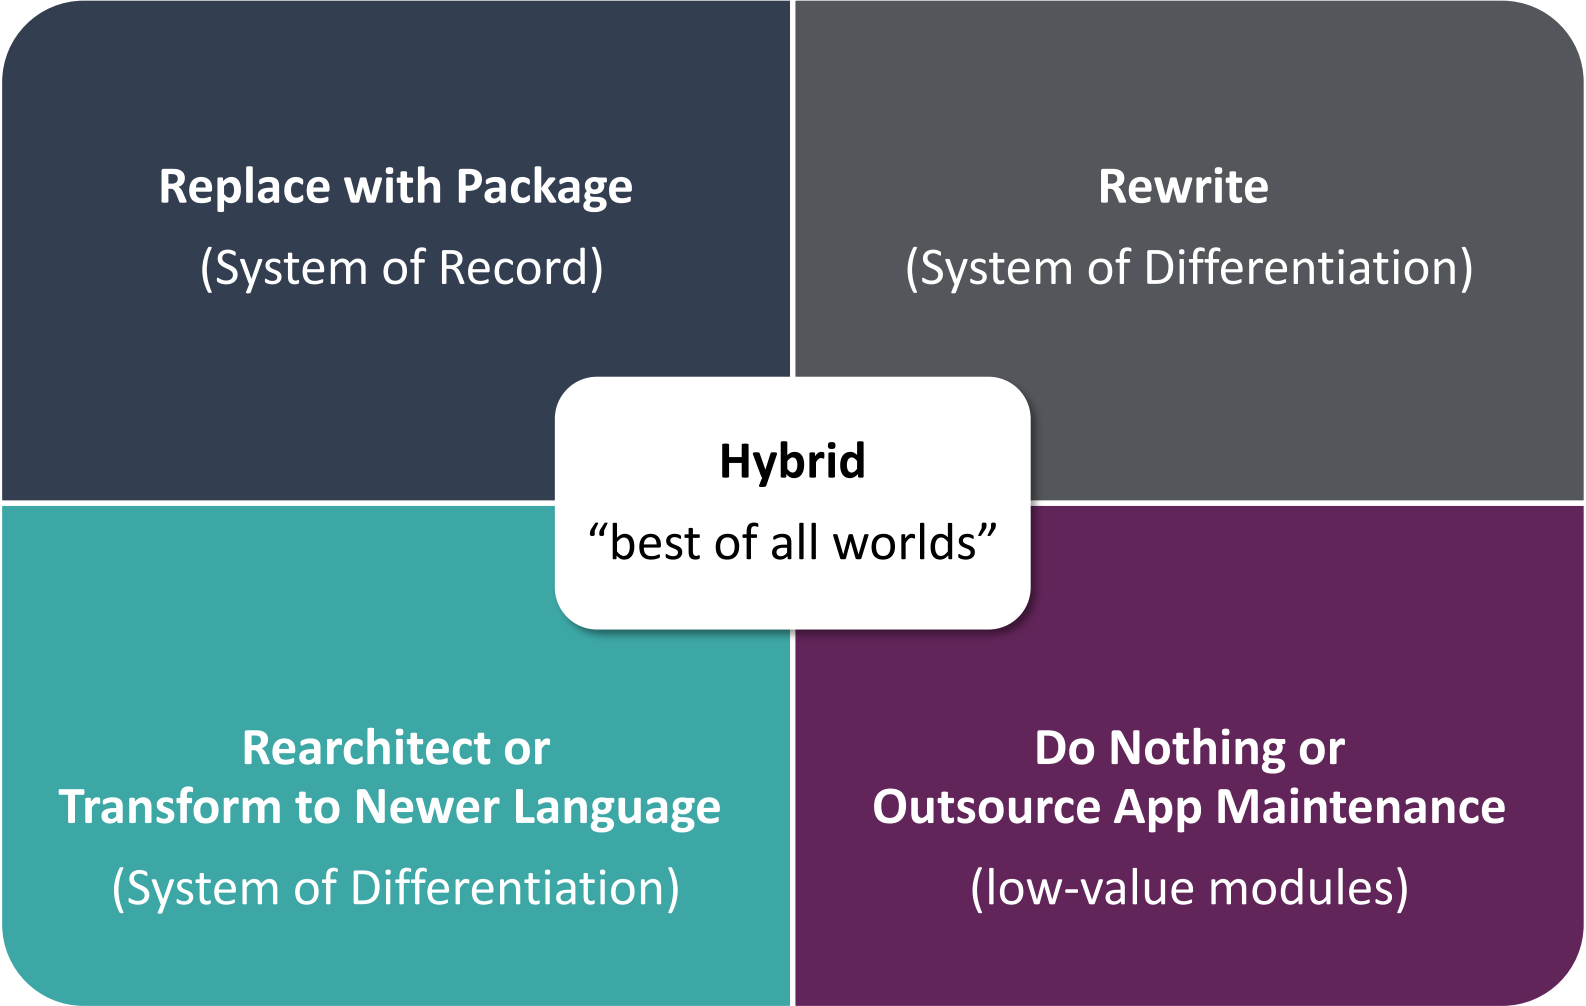 Replace with Package
(System of Record)
Rewrite
(System of Differentiation)
Hybrid
“best of all worlds”
Rearchitect or
Transform to Newer Language
(System of Differentiation)
Do Nothing or
Outsource App Maintenance
(low-value modules)